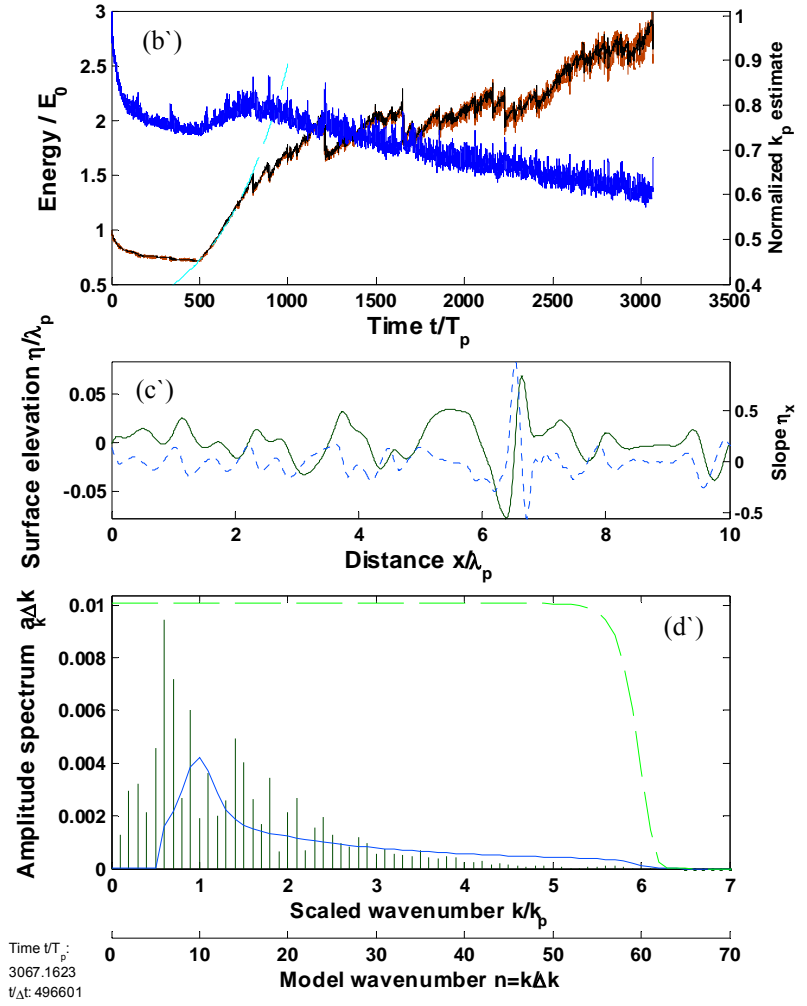 (b`)
Energy / E0
3
2.5
2
1.5
1
0.5
Normalized kp estimate
1
0.9
0.8
0.7
0.6
0.5
0.4
0 500 1000 1500 2000 2500 3000 3500
Time t/Tp
(c`)
Surface elevation η/λp
0.05
0
-0.05
Slope ηx
0.5
0
-0.5
0 2 4 6 8 10
Distance x/λp
(d`)
Amplitude spectrum akΔk
0.01
0.008
0.006
0.004
0.002
0
0 1 2 3 4 5 6 7
Scaled wavenumber k/kp
0 10 20 30 40 50 60 70
Model wavenumber n=k/Δk
Time t/Tp:
3067.1623
t/Δt: 496601